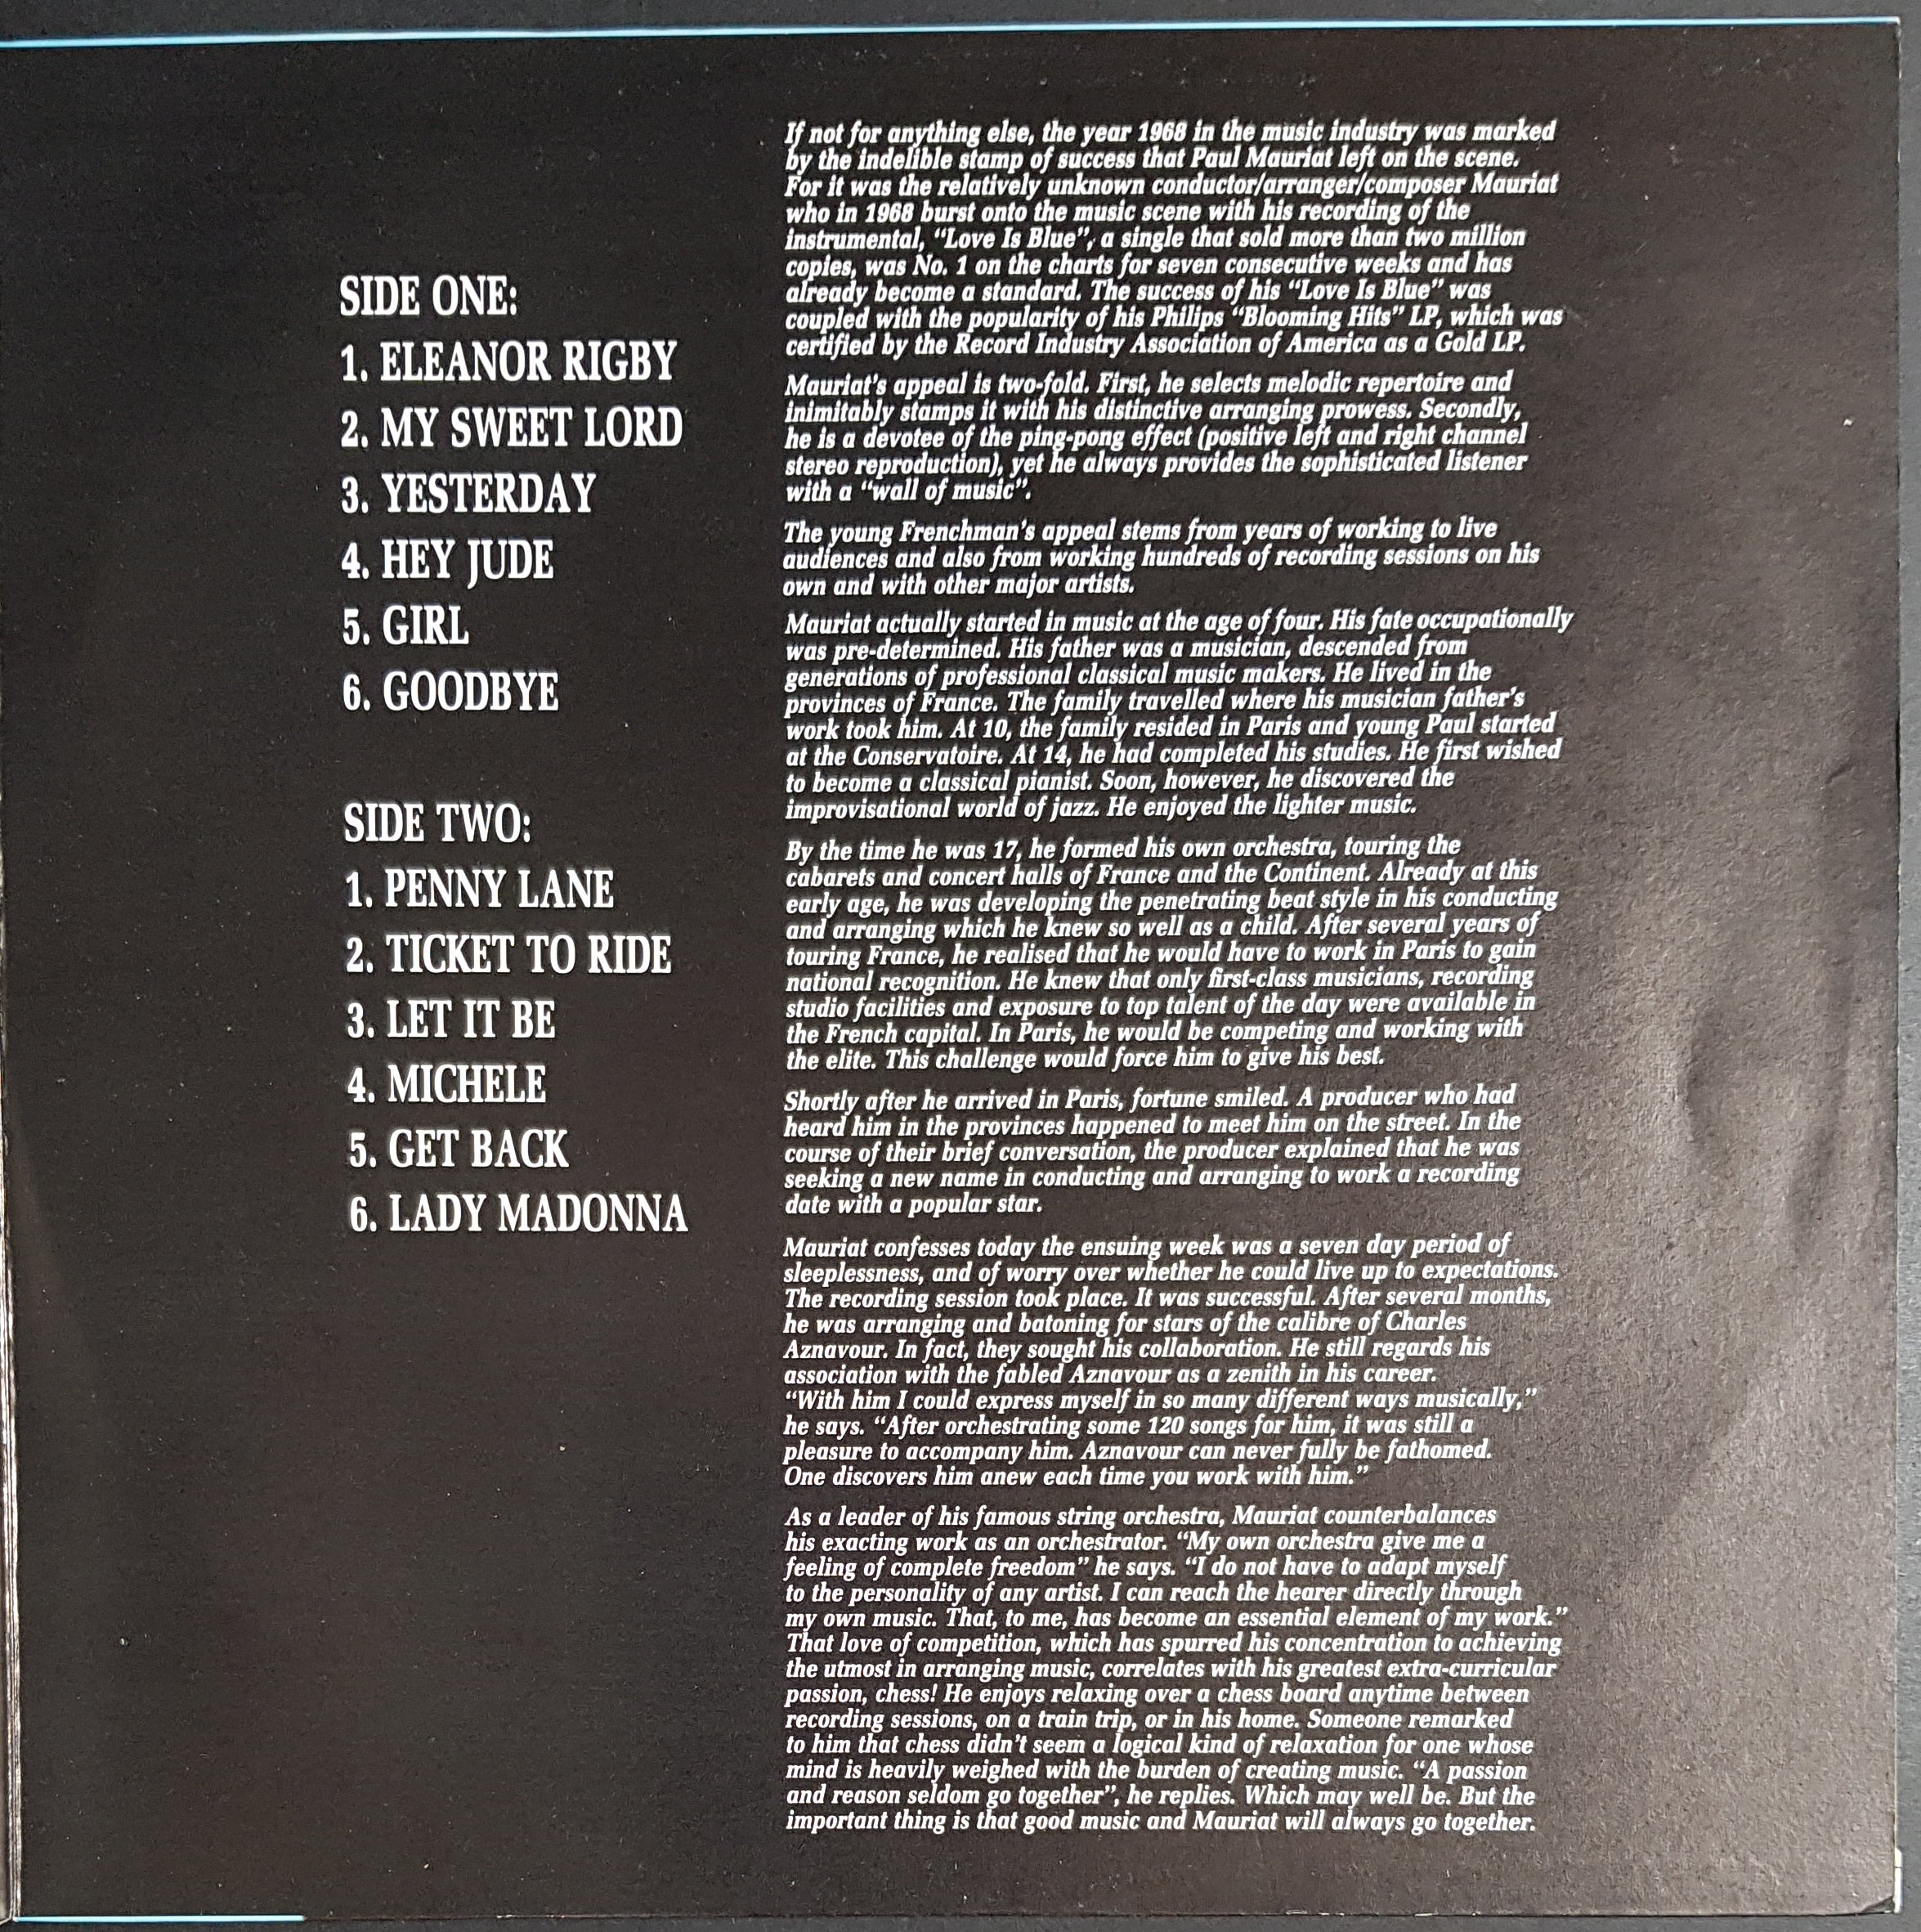 SIDE ONE:
1. ELEANOR RIGBY
2. MY SWEET LORD
3. YESTERDAY
4. HEY JUDE
5. GIRL
6. GOODBYE
SIDE TWO:
1. PENNY LANE
2. TICKET TO RIDE
3. LET IT BE
4. MICHELE
5. GET BACK
6. LADY MADONNA
If not for anything else, the year 1968 in the music industry was marked
by the indelible stamp of success that Paul Mauriat left on the scene.
For it was the relatively unknown conductor/arranger/composer Mauriat
who in 1968 burst onto the music scene with his recording of the
instrumental, “Love Is Blue”, a single that sold more than two million
copies, was No. 1 on the charts for seven consecutive weeks and has
already become a standard. The success of his “Love Is Blue” was
coupled with the popularity of his Philips “Blooming Hits” LP, which was
certified by the Record Industry Association of America as a Gold LP.
Mauriat’s appeal is two-fold. First, he selects melodic repertoire and
inimitably stamps it with his distinctive arranging prowess. Secondly,
he is a devotee of the ping-pong effect (positive left and right channel
stereo reproduction), yet he always provides the sophisticated listener
with a “wall of music”.
The young Frenchman’s appeal stems from years of working to live
audiences and also from working hundreds of recording sessions on his
own and with other major artists.
Mauriat actually started in music at the age of four. His fate occupationally
was pre-determined. His father was a musician, descended from
generations of professional classical music makers. He lived in the
provinces of France. The family travelled where his musician father’s
work took him. At 10, the family resided in Paris and young Paul started
at the Conservatoire. At 14, he had completed his studies. He first wished
to become a classical pianist. Soon, however, he discovered the
improvisational world of jazz. He enjoyed the lighter music.
By the time he was 17, he formed his own orchestra, touring the
cabarets and concert halls of France and the Continent. Already at this
early age, he was developing the penetrating beat style in his conducting
and arranging which he knew so well as a child. After several years of
touring France, he realised that he would have to work in Paris to gain
national recognition. He knew that only first-class musicians, recording
studio facilities and exposure to top talent of the day were available in
the French capital. In Paris, he would be competing and working with
the elite. This challenge would force him to give his best.
Shortly after he arrived in Paris, fortune smiled. A producer who had
heard him in the provinces happened to meet him on the street. In the
course of their brief conversation, the producer explained that he was
seeking a new name in conducting and arranging to work a recording
date with a popular star.
Mauriat confesses today the ensuing week was a seven day period of
sleeplessness, and of worry over whether he could live up to expectations.
The recording session took place. It was successful. After several months,
he was arranging and batoning for stars of the calibre of Charles
Aznavour. In fact, they sought his collaboration. He still regards his
association with the fabled Aznavour as a zenith in his career.
“With him I could express myself in so many different ways musically,”
he says. “After orchestrating some 120 songs for him, it was still a
pleasure to accompany him. Aznavour can never fully be fathomed.
One discovers him anew each time you work with him.”
As a leader of his famous string orchestra, Mauriat counterbalances
his exacting work as an orchestrator. “My own orchestra give me a
feeling of complete freedom” he says. “I do not have to adapt myself
to the personality of any artist. I can reach the hearer directly through
my own music. That, to me, has become an essential element of my work.”
That love of competition, which has spurred his concentration to achieving
the utmost in arranging music, correlates with his greatest extra-curricular
passion, chess! He enjoys relaxing over a chess board anytime between
recording sessions, on a train trip, or in his home. Someone remarked
to him that chess didn’t seem a logical kind of relaxation for one whose
mind is heavily weighed with the burden of creating music. “A passion
and reason seldom go together”, he replies. Which may well be. But the
important thing is that good music and Mauriat will always go together.